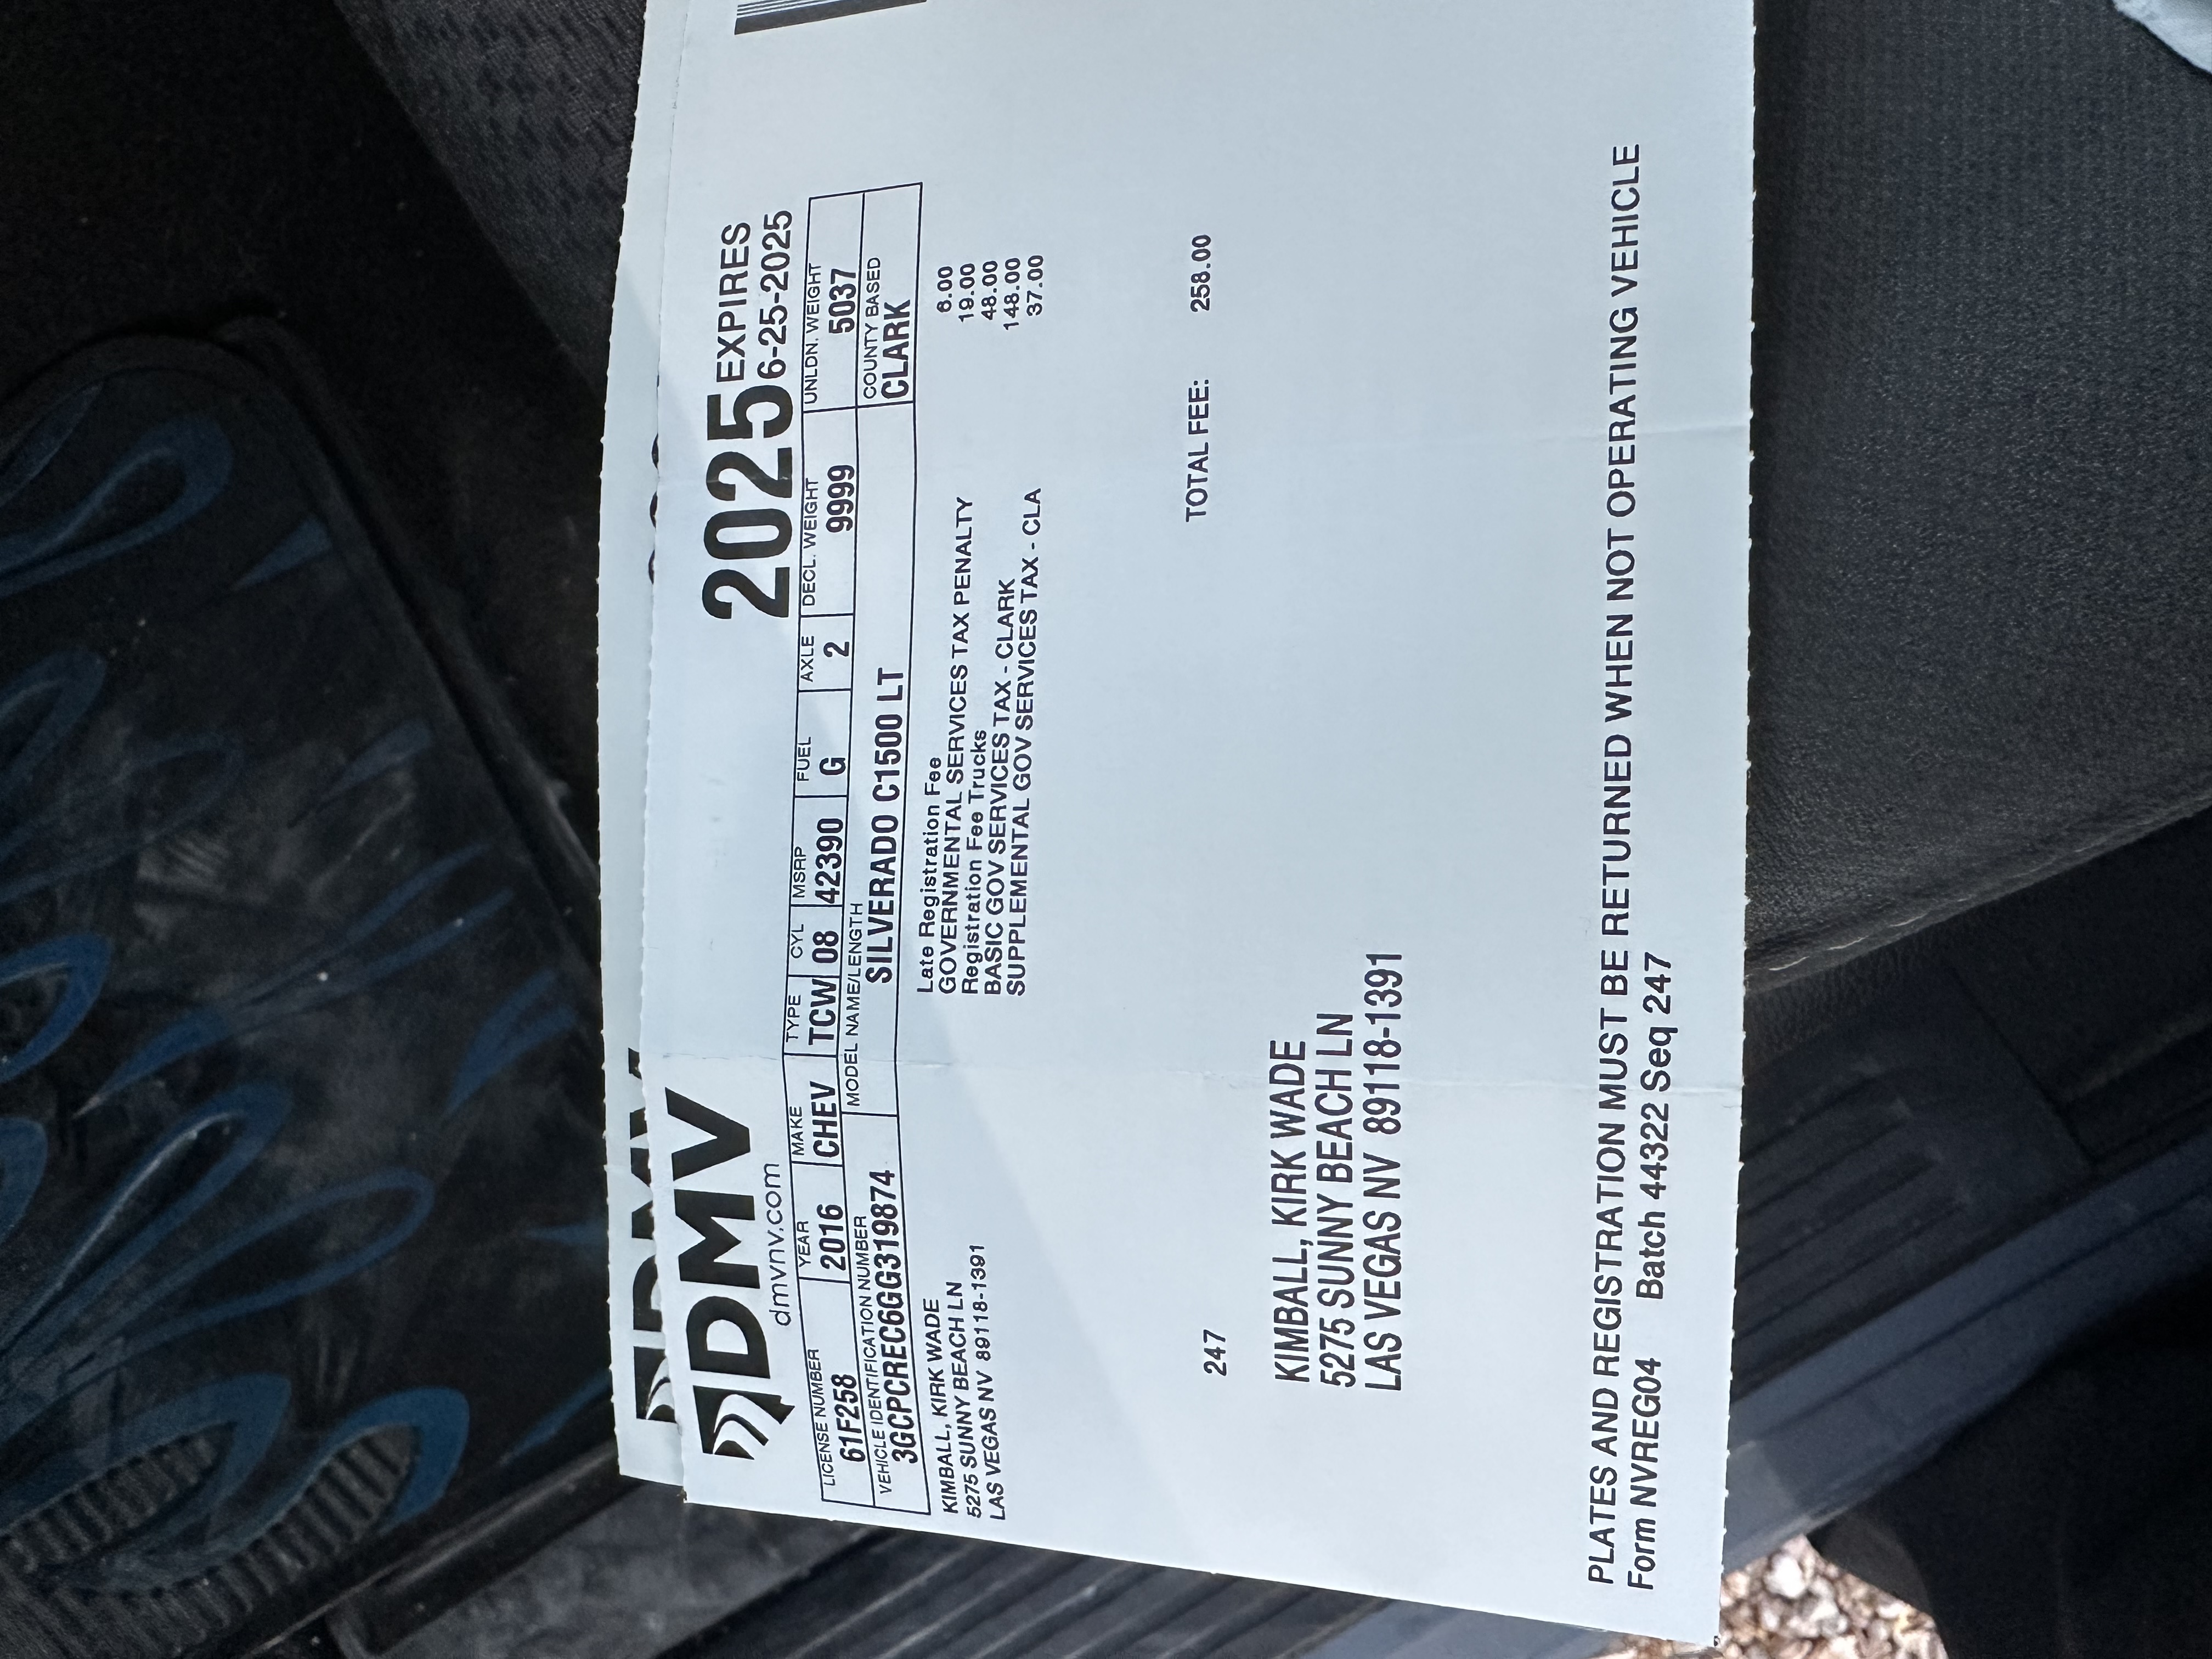 DMV
dmvnv.com
2025 EXPIRES
6-25-2025
LICENSE NUMBER YEAR MAKE TYPE CYL MSRP FUEL AXLE DECL. WEIGHT UNLDN. WEIGHT
61F258 2016 CHEV TCW 08 42390 G 2 9999 5037
VEHICLE IDENTIFICATION NUMBER MODEL NAME/LENGTH COUNTY BASED
3GCPCREC6GG319874 SILVERADO C1500 LT CLARK
KIMBALL, KIRK WADE
5275 SUNNY BEACH LN
LAS VEGAS NV 89118-1391
Late Registration Fee 6.00
GOVERNMENTAL SERVICES TAX PENALTY 19.00
Registration Fee Trucks 48.00
BASIC GOV SERVICES TAX - CLARK 148.00
SUPPLEMENTAL GOV SERVICES TAX - CLA 37.00
247 TOTAL FEE: 258.00
KIMBALL, KIRK WADE
5275 SUNNY BEACH LN
LAS VEGAS NV 89118-1391
PLATES AND REGISTRATION MUST BE RETURNED WHEN NOT OPERATING VEHICLE
Form NVREG04 Batch 44322 Seq 247